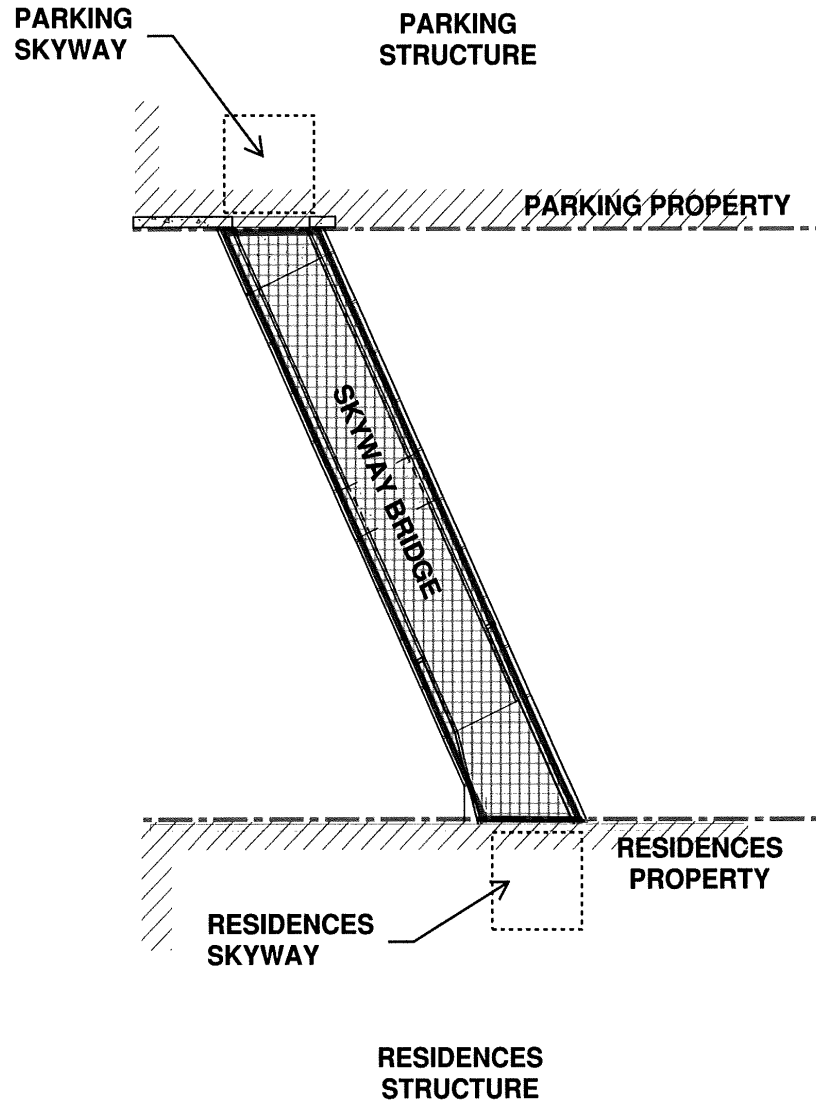 PARKING
SKYWAY
PARKING
STRUCTURE
PARKING PROPERTY
SKYWAY BRIDGE
RESIDENCES
PROPERTY
RESIDENCES
SKYWAY
RESIDENCES
STRUCTURE